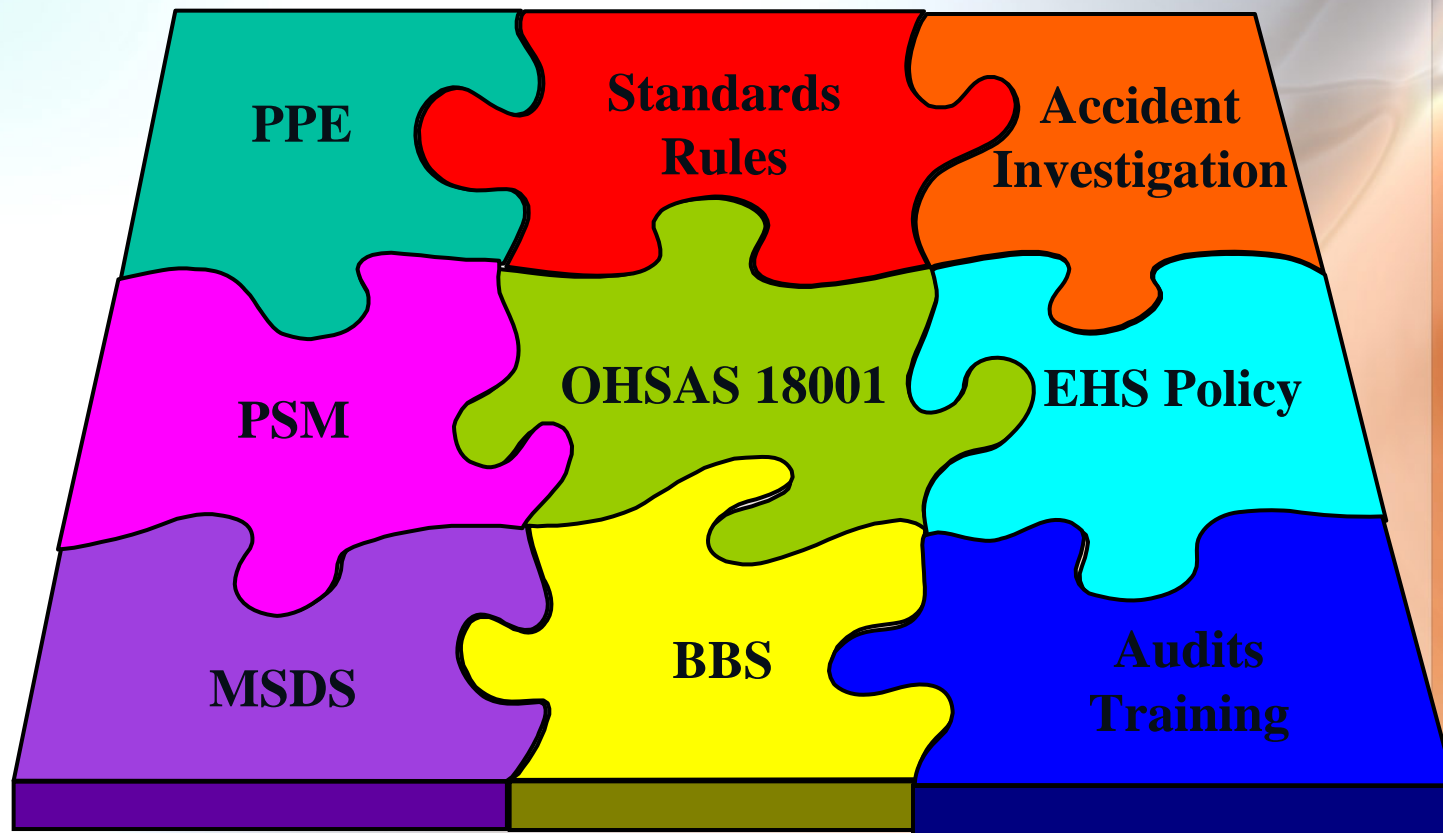 PPE
Standards
Rules
Accident
Investigation
PSM
OHSAS 18001
EHS Policy
MSDS
BBS
Audits
Training